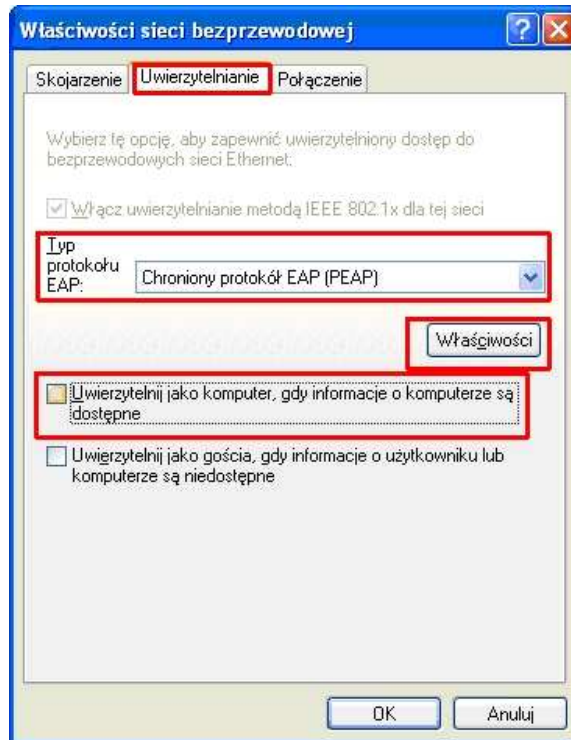 Właściwości sieci bezprzewodowej
Skojarzenie Uwierzytelnianie Połączenie
Wybierz tę opcję, aby zapewnić uwierzytelniony dostęp do
bezprzewodowych sieci Ethernet:
Włącz uwierzytelnianie metodą IEEE 802.1x dla tej sieci
Typ
protokołu
EAP:
Chroniony protokół EAP (PEAP)
Właściwości
Uwierzytelnij jako komputer, gdy informacje o komputerze są
dostępne
Uwierzytelnij jako gościa, gdy informacje o użytkowniku lub
komputerze są niedostępne
OK Anuluj